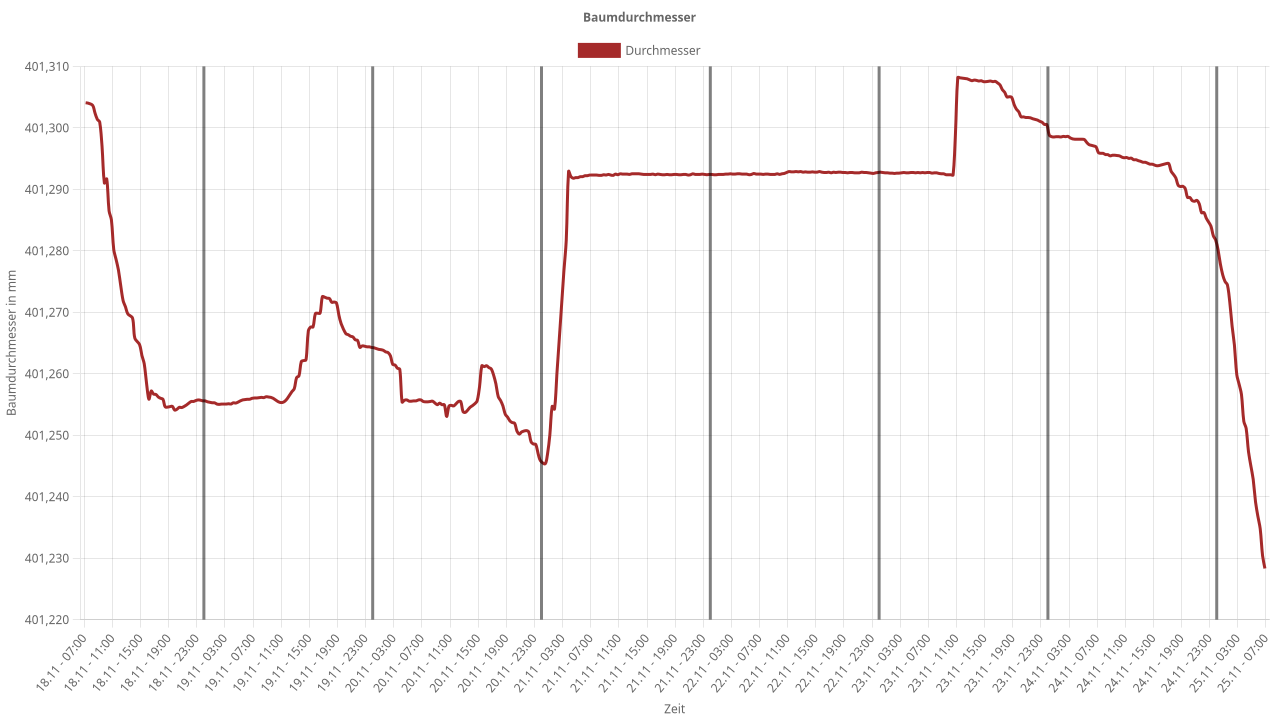 Baumdurchmesser
Durchmesser
Baumdurchmesser in mm
401,310
401,300
401,290
401,280
401,270
401,260
401,250
401,240
401,230
401,220
18.11 - 07:00
18.11 - 11:00
18.11 - 15:00
18.11 - 19:00
18.11 - 23:00
19.11 - 03:00
19.11 - 07:00
19.11 - 11:00
19.11 - 15:00
19.11 - 19:00
19.11 - 23:00
20.11 - 03:00
20.11 - 07:00
20.11 - 11:00
20.11 - 15:00
20.11 - 19:00
20.11 - 23:00
21.11 - 03:00
21.11 - 07:00
21.11 - 11:00
21.11 - 15:00
21.11 - 19:00
21.11 - 23:00
22.11 - 03:00
22.11 - 07:00
22.11 - 11:00
22.11 - 15:00
22.11 - 19:00
22.11 - 23:00
23.11 - 03:00
23.11 - 07:00
23.11 - 11:00
23.11 - 15:00
23.11 - 19:00
23.11 - 23:00
24.11 - 03:00
24.11 - 07:00
24.11 - 11:00
24.11 - 15:00
24.11 - 19:00
24.11 - 23:00
25.11 - 03:00
25.11 - 07:00
Zeit